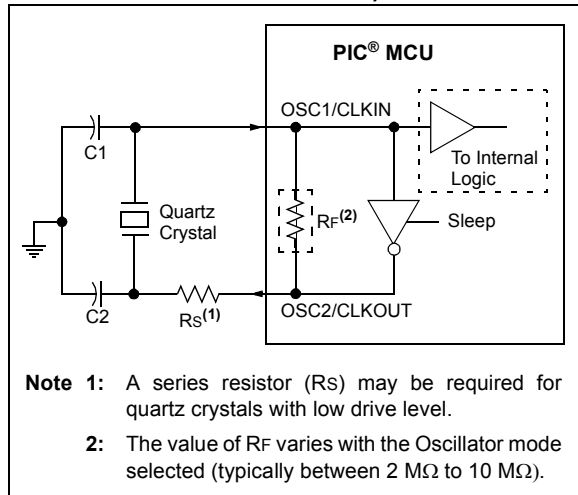 PIC® MCU
OSC1/CLKIN
C1
To Internal
Logic
Quartz
Crystal
RF(2)
Sleep
C2
RS(1)
OSC2/CLKOUT
Note 1: A series resistor (RS) may be required for
quartz crystals with low drive level.
2: The value of RF varies with the Oscillator mode
selected (typically between 2 MΩ to 10 MΩ).